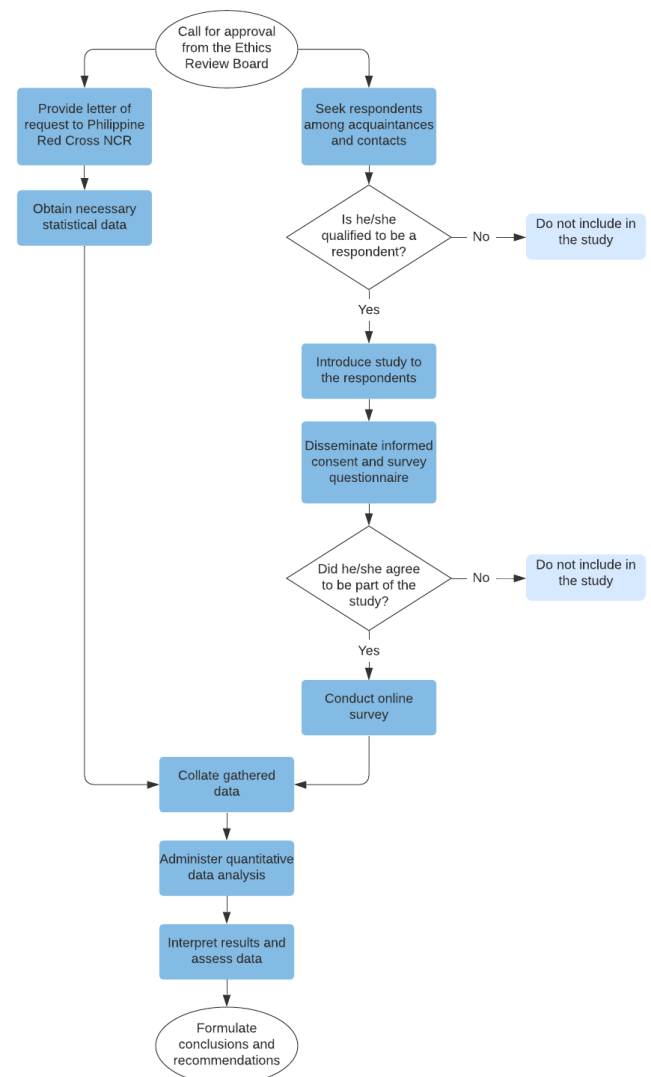 Call for approval
from the Ethics
Review Board
Provide letter of
request to Philippine
Red Cross NCR
Seek respondents
among acquaintances
and contacts
Obtain necessary
statistical data
Is he/she
qualified to be a
respondent?
No
Do not include in
the study
Yes
Introduce study to
the respondents
Disseminate informed
consent and survey
questionnaire
Did he/she agree
to be part of the
study?
No
Do not include in
the study
Yes
Conduct online
survey
Collate gathered
data
Administer quantitative
data analysis
Interpret results and
assess data
Formulate
conclusions and
recommendations